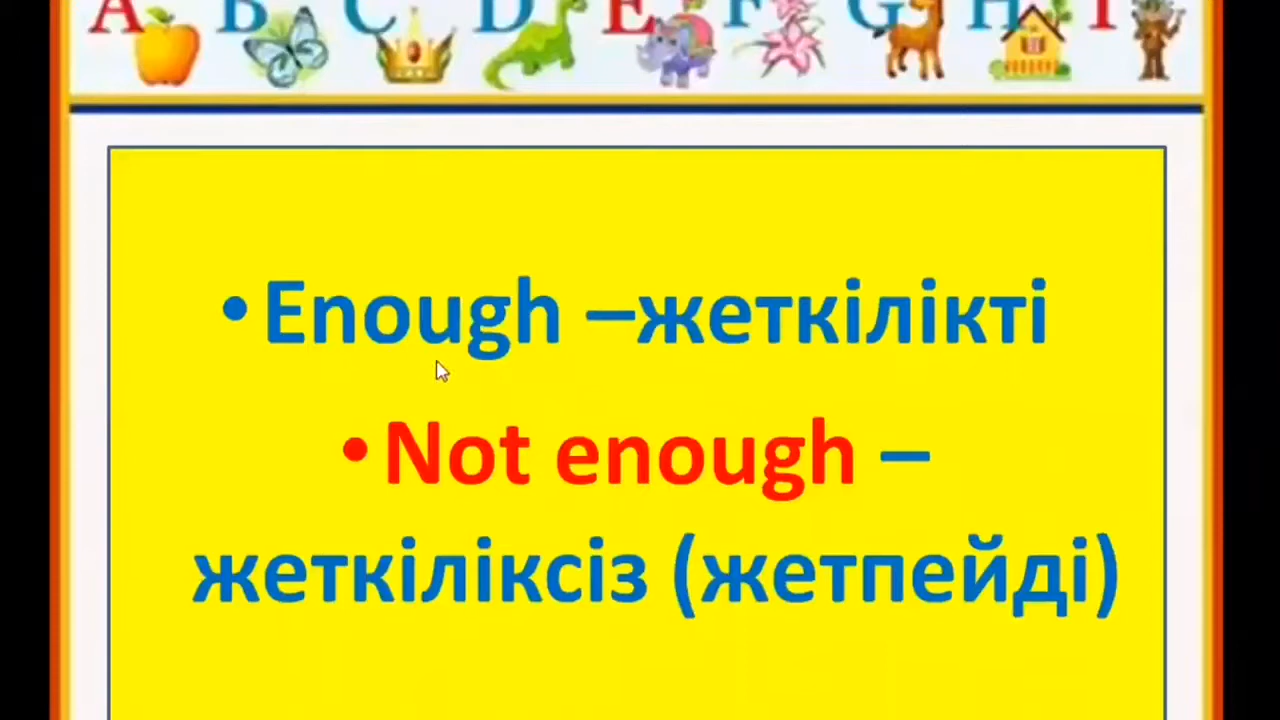 A B C D E F G H I
• Enough –жеткілікті
• Not enough –
жеткіліксіз (жетпейді)